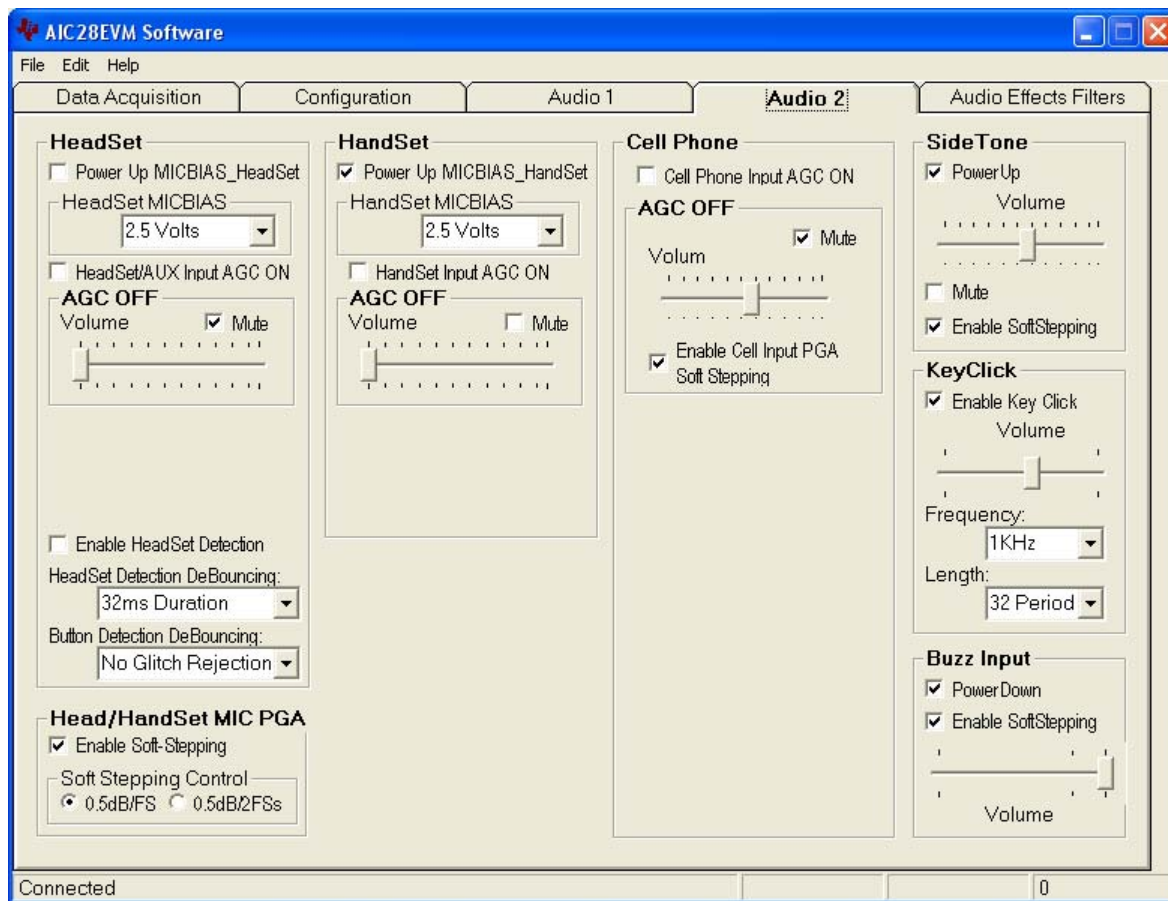 AIC28EVM Software
File Edit Help
Data Acquisition Configuration Audio 1 Audio 2 Audio Effects Filters
HeadSet
Power Up MICBIAS_HeadSet
HeadSet MICBIAS
2.5 Volts
HeadSet/AUX Input AGC ON
AGC OFF
Volume Mute
Enable HeadSet Detection
HeadSet Detection DeBouncing:
32ms Duration
Button Detection DeBouncing:
No Glitch Rejection
Head/HandSet MIC PGA
Enable Soft-Stepping
Soft Stepping Control
0.5dB/FS 0.5dB/2FSs
HandSet
Power Up MICBIAS_HandSet
HandSet MICBIAS
2.5 Volts
HandSet Input AGC ON
AGC OFF
Volume Mute
Cell Phone
Cell Phone Input AGC ON
AGC OFF
Mute
Volum
Enable Cell Input PGA
Soft Stepping
SideTone
PowerUp
Volume
Mute
Enable SoftStepping
KeyClick
Enable Key Click
Volume
Frequency:
1KHz
Length:
32 Period
Buzz Input
PowerDown
Enable SoftStepping
Volume
Connected 0